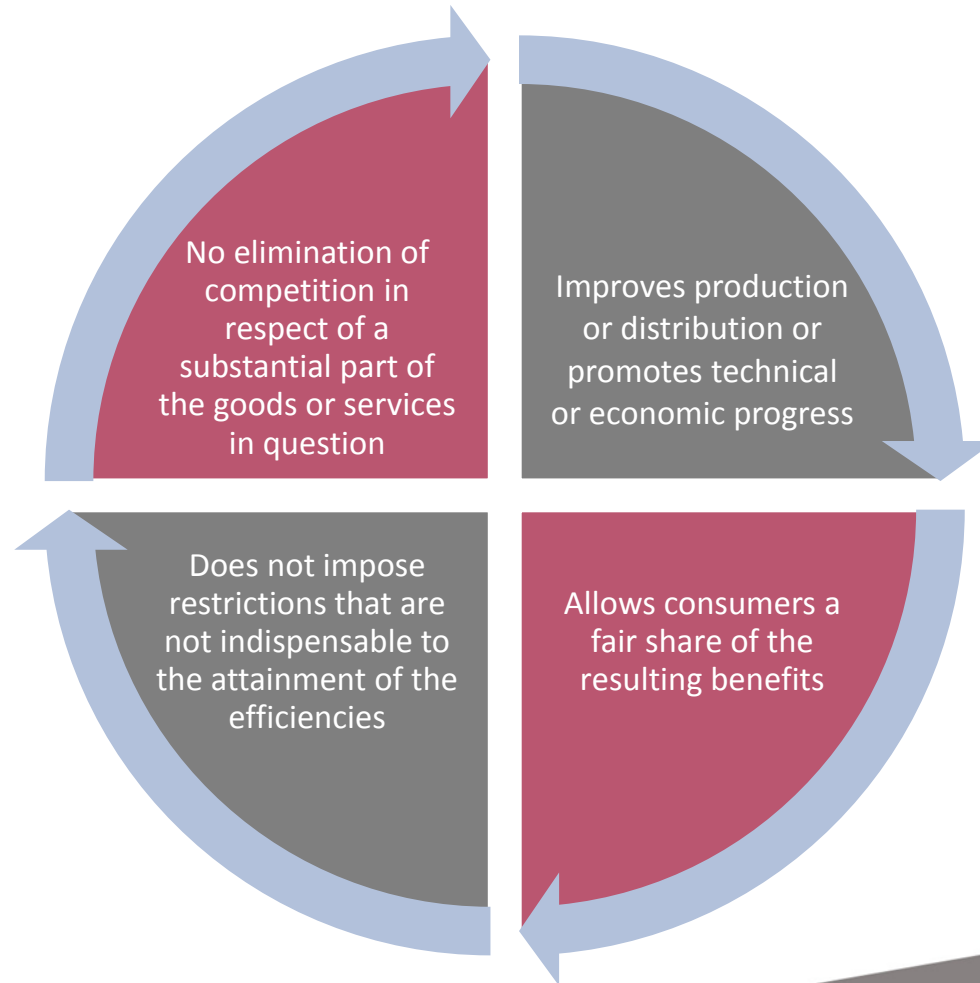 No elimination of
competition in
respect of a
substantial part of
the goods or services
in question
Improves production
or distribution or
promotes technical
or economic progress
Does not impose
restrictions that are
not indispensable to
the attainment of the
efficiencies
Allows consumers a
fair share of the
resulting benefits